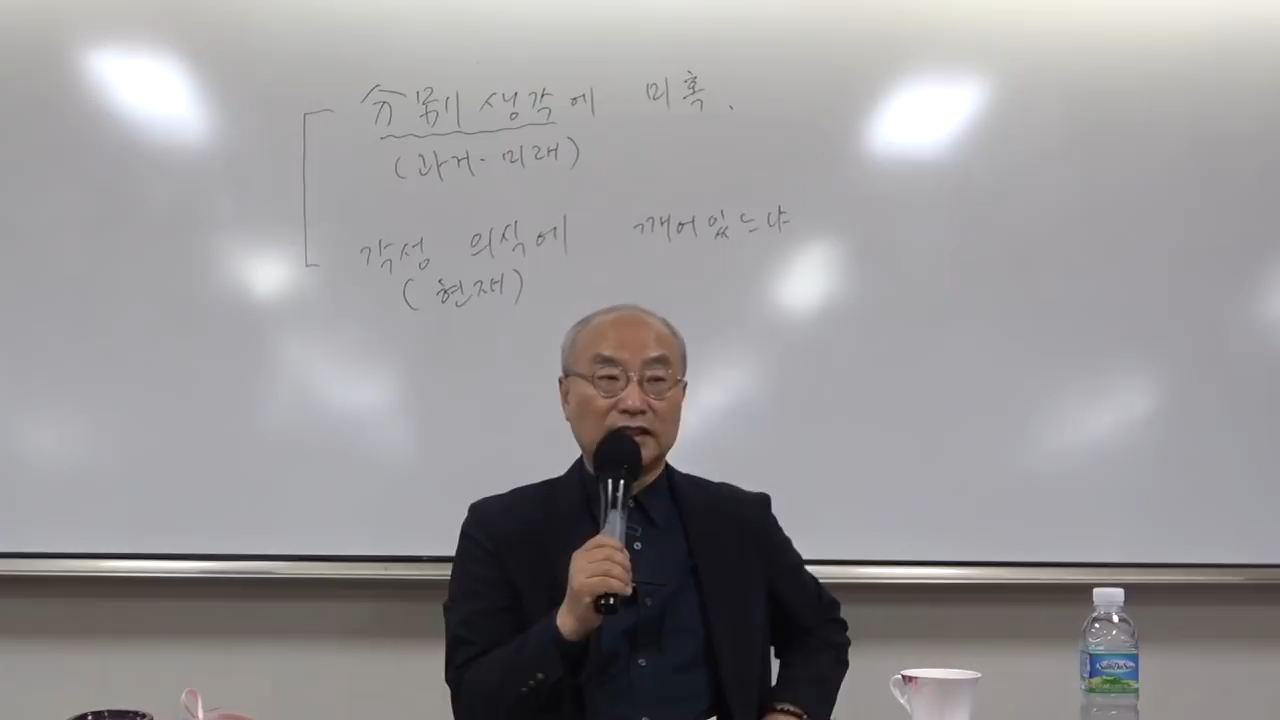 分別 생각에 미혹.
(과거·미래)
각성 의식에 깨어있느냐
(현재)
SamDaSoo